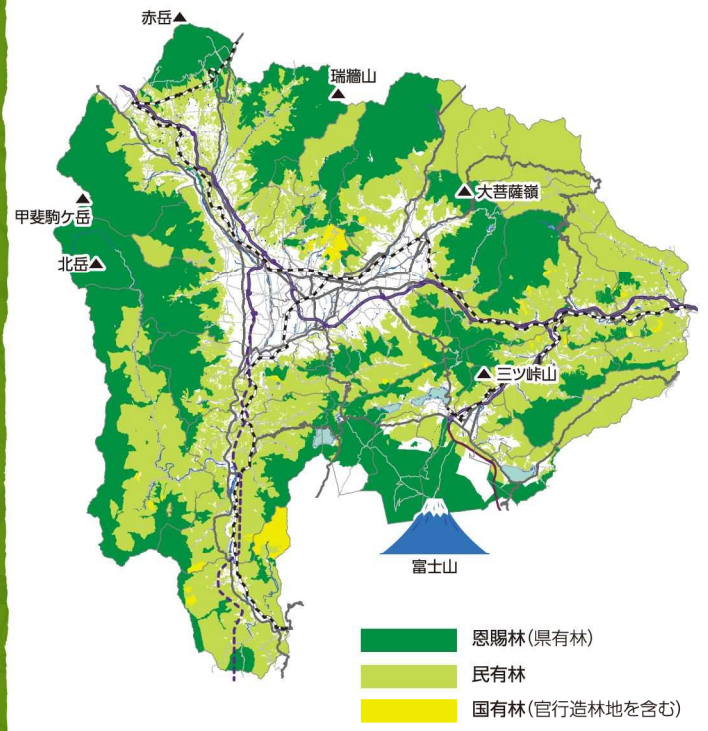 赤岳
瑞牆山
大菩薩嶺
甲斐駒ケ岳
北岳
三ツ峠山
富士山
恩賜林(県有林)
民有林
国有林(官行造林地を含む)